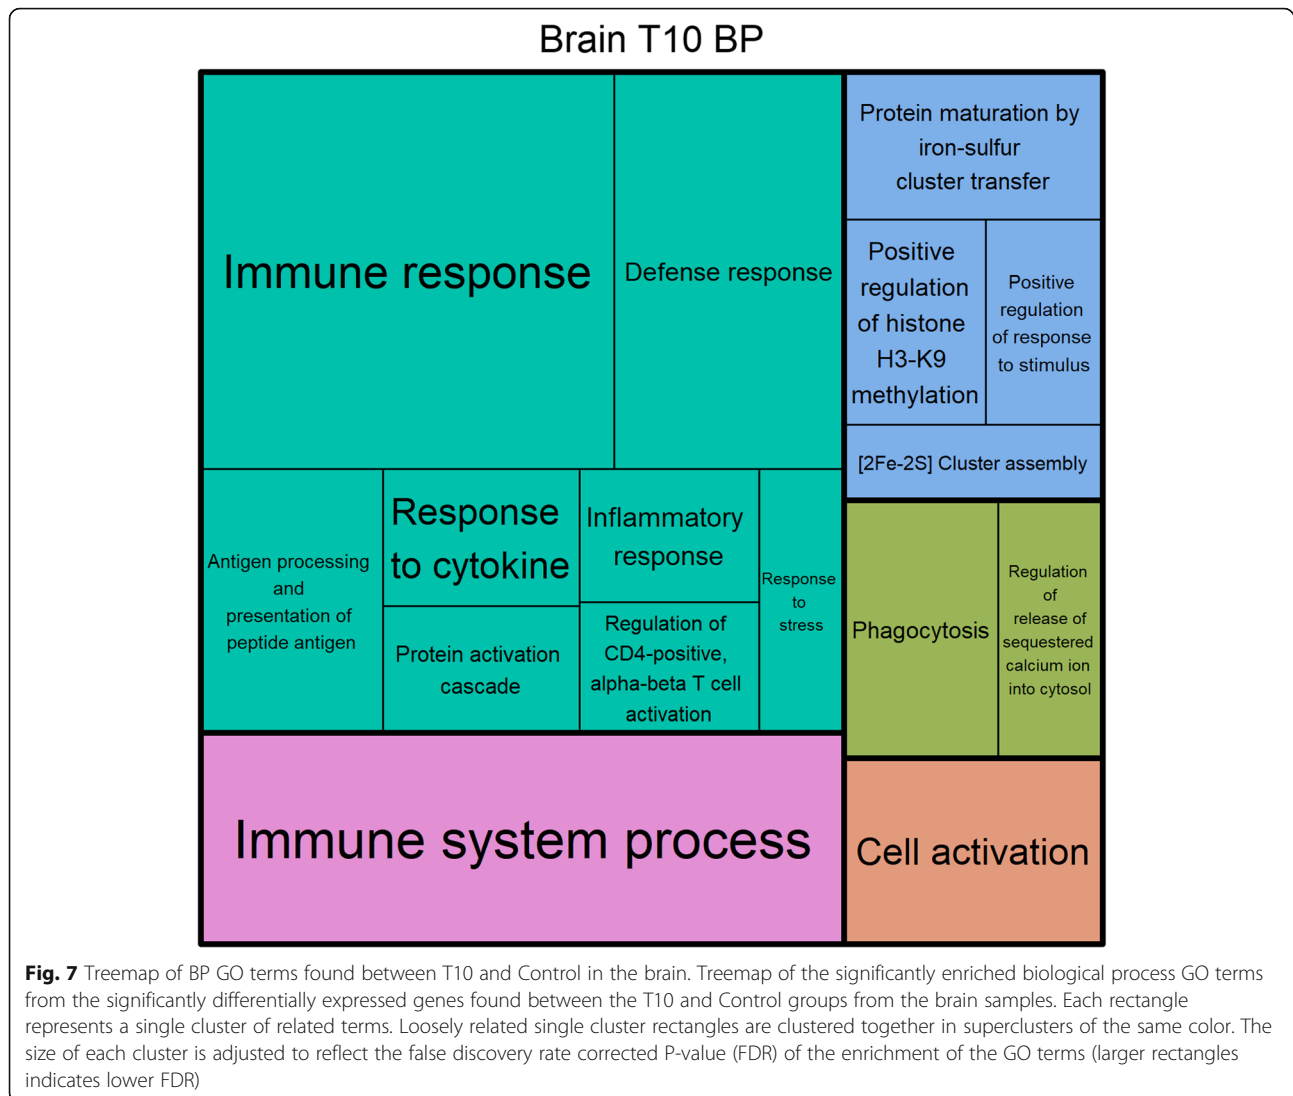 Brain T10 BP
Immune response
Defense response
Protein maturation by
iron-sulfur
cluster transfer
Positive
regulation
of histone
H3-K9
methylation
Positive
regulation
of response
to stimulus
[2Fe-2S] Cluster assembly
Antigen processing
and
presentation of
peptide antigen
Response
to cytokine
Protein activation
cascade
Inflammatory
response
Regulation of
CD4-positive,
alpha-beta T cell
activation
Response
to
stress
Phagocytosis
Regulation
of
release of
sequestered
calcium ion
into cytosol
Immune system process
Cell activation
Fig. 7 Treemap of BP GO terms found between T10 and Control in the brain. Treemap of the significantly enriched biological process GO terms
from the significantly differentially expressed genes found between the T10 and Control groups from the brain samples. Each rectangle
represents a single cluster of related terms. Loosely related single cluster rectangles are clustered together in superclusters of the same color. The
size of each cluster is adjusted to reflect the false discovery rate corrected P-value (FDR) of the enrichment of the GO terms (larger rectangles
indicates lower FDR)